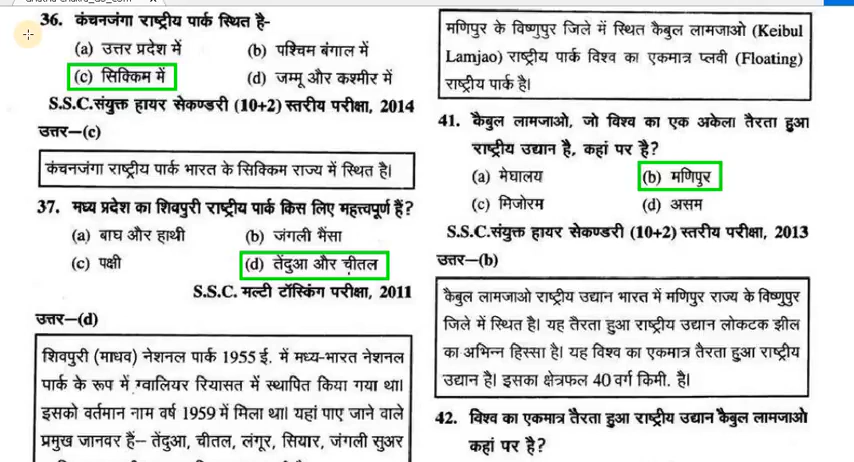 36. कंचनजंगा राष्ट्रीय पार्क स्थित है-
(a) उत्तर प्रदेश में (b) पश्चिम बंगाल में
(c) सिक्किम में (d) जम्मू और कश्मीर में
S.S.C.संयुक्त हायर सेकण्डरी (10+2) स्तरीय परीक्षा, 2014
उत्तर—(c)
कंचनजंगा राष्ट्रीय पार्क भारत के सिक्किम राज्य में स्थित है।
37. मध्य प्रदेश का शिवपुरी राष्ट्रीय पार्क किस लिए महत्त्वपूर्ण हैं?
(a) बाघ और हाथी (b) जंगली भैंसा
(c) पक्षी (d) तेंदुआ और चीतल
S.S.C. मल्टी टॉस्किंग परीक्षा, 2011
उत्तर—(d)
शिवपुरी (माधव) नेशनल पार्क 1955 ई. में मध्य-भारत नेशनल
पार्क के रूप में ग्वालियर रियासत में स्थापित किया गया था।
इसको वर्तमान नाम वर्ष 1959 में मिला था। यहां पाए जाने वाले
प्रमुख जानवर हैं— तेंदुआ, चीतल, लंगूर, सियार, जंगली सुअर
मणिपुर के विष्णुपुर जिले में स्थित कैबुल लामजाओ (Keibul
Lamjao) राष्ट्रीय पार्क विश्व का एकमात्र प्लवी (Floating)
राष्ट्रीय पार्क है।
41. कैबुल लामजाओ, जो विश्व का एक अकेला तैरता हुआ
राष्ट्रीय उद्यान है, कहां पर है?
(a) मेघालय (b) मणिपुर
(c) मिजोरम (d) असम
S.S.C.संयुक्त हायर सेकण्डरी (10+2) स्तरीय परीक्षा, 2013
उत्तर—(b)
कैबुल लामजाओ राष्ट्रीय उद्यान भारत में मणिपुर राज्य के विष्णुपुर
जिले में स्थित है। यह तैरता हुआ राष्ट्रीय उद्यान लोकटक झील
का अभिन्न हिस्सा है। यह विश्व का एकमात्र तैरता हुआ राष्ट्रीय
उद्यान है। इसका क्षेत्रफल 40 वर्ग किमी. है।
42. विश्व का एकमात्र तैरता हुआ राष्ट्रीय उद्यान कैबुल लामजाओ
कहां पर है?